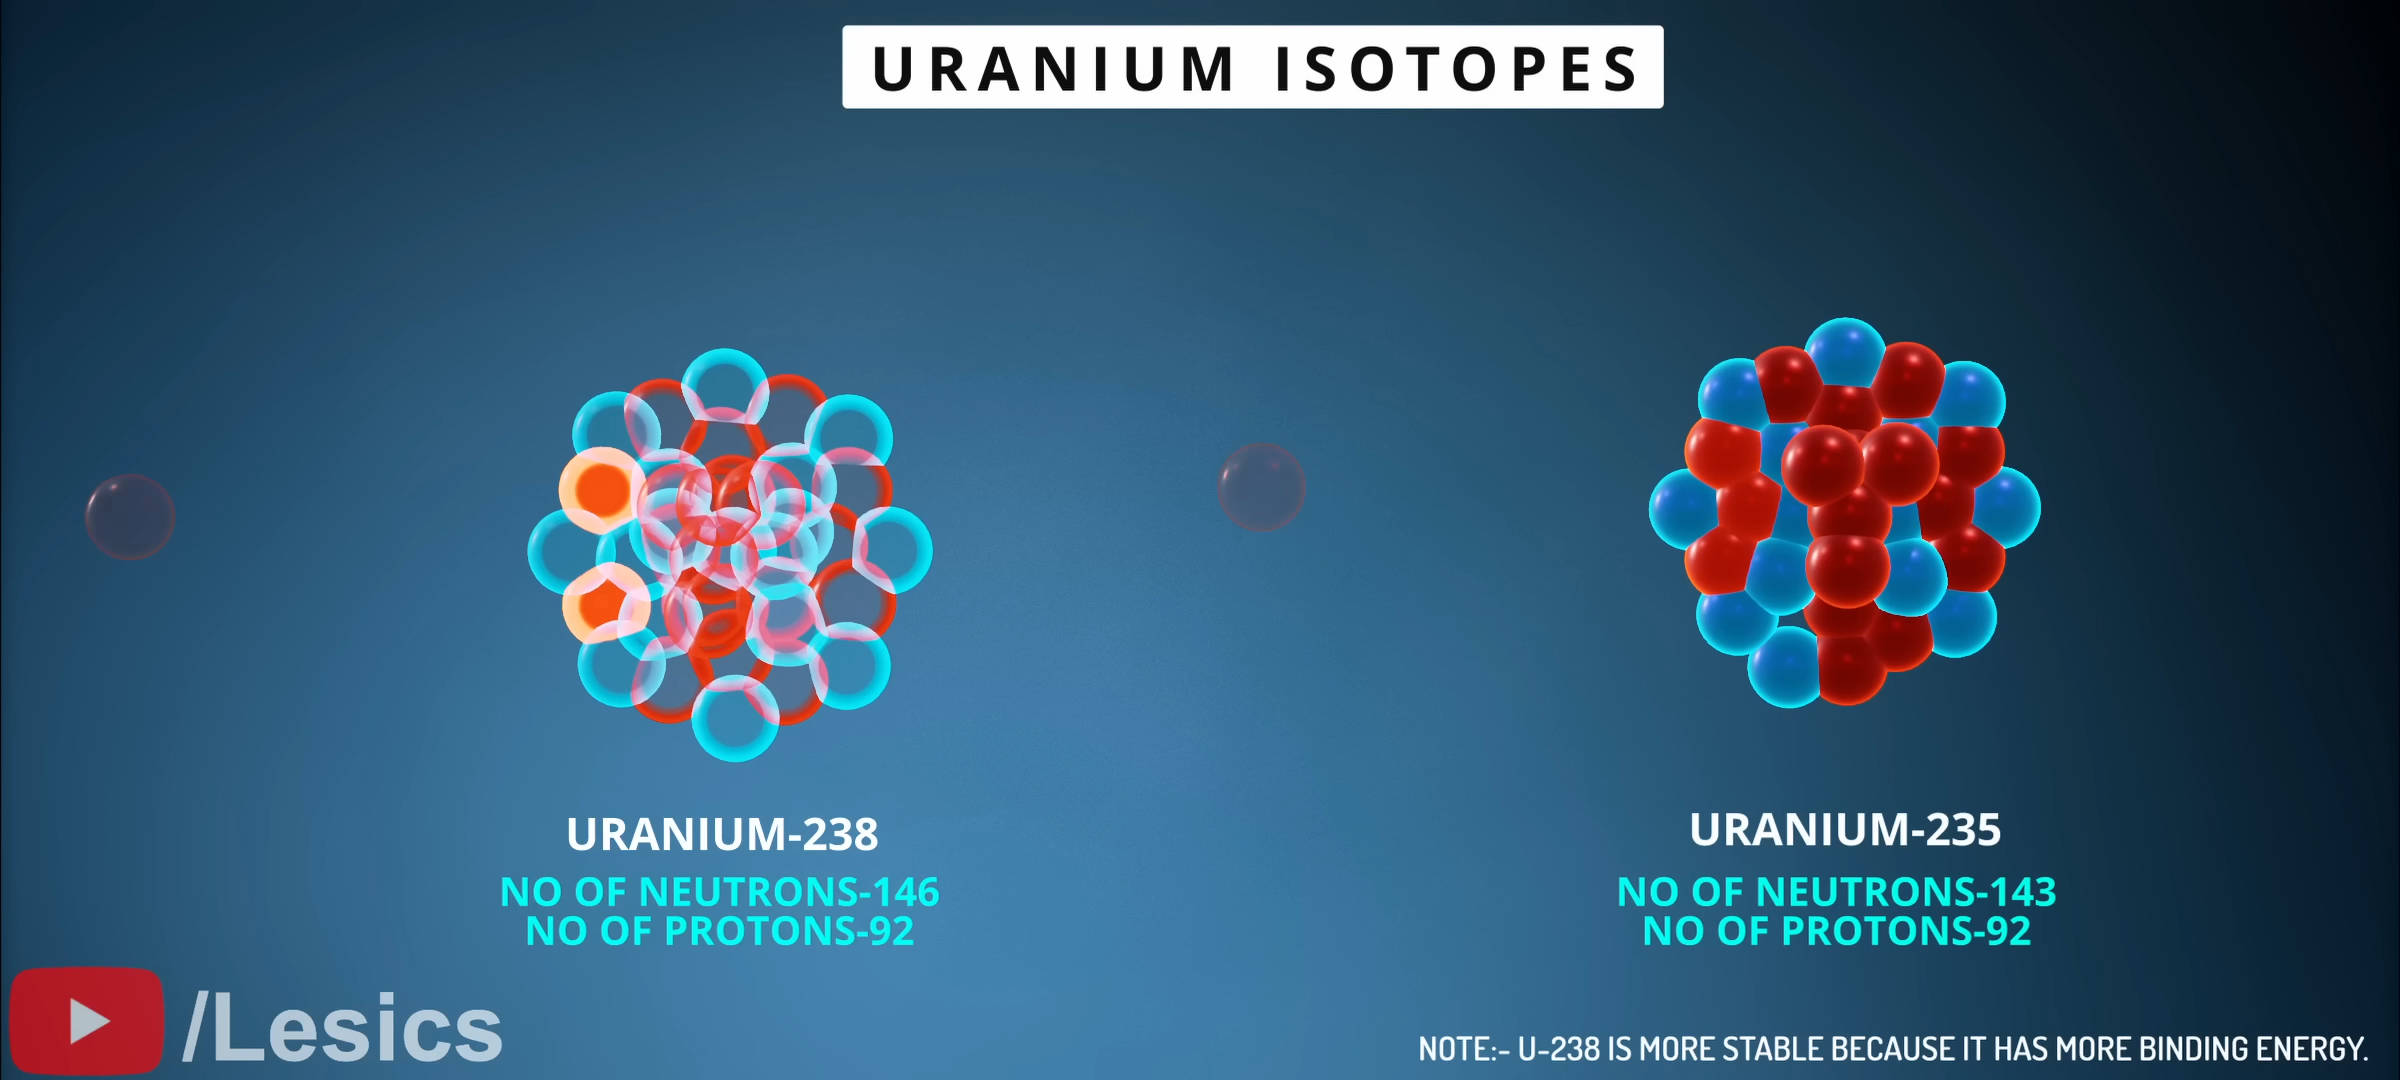 URANIUM ISOTOPES
URANIUM-238
NO OF NEUTRONS-146
NO OF PROTONS-92
URANIUM-235
NO OF NEUTRONS-143
NO OF PROTONS-92
/Lesics
NOTE:- U-238 IS MORE STABLE BECAUSE IT HAS MORE BINDING ENERGY.